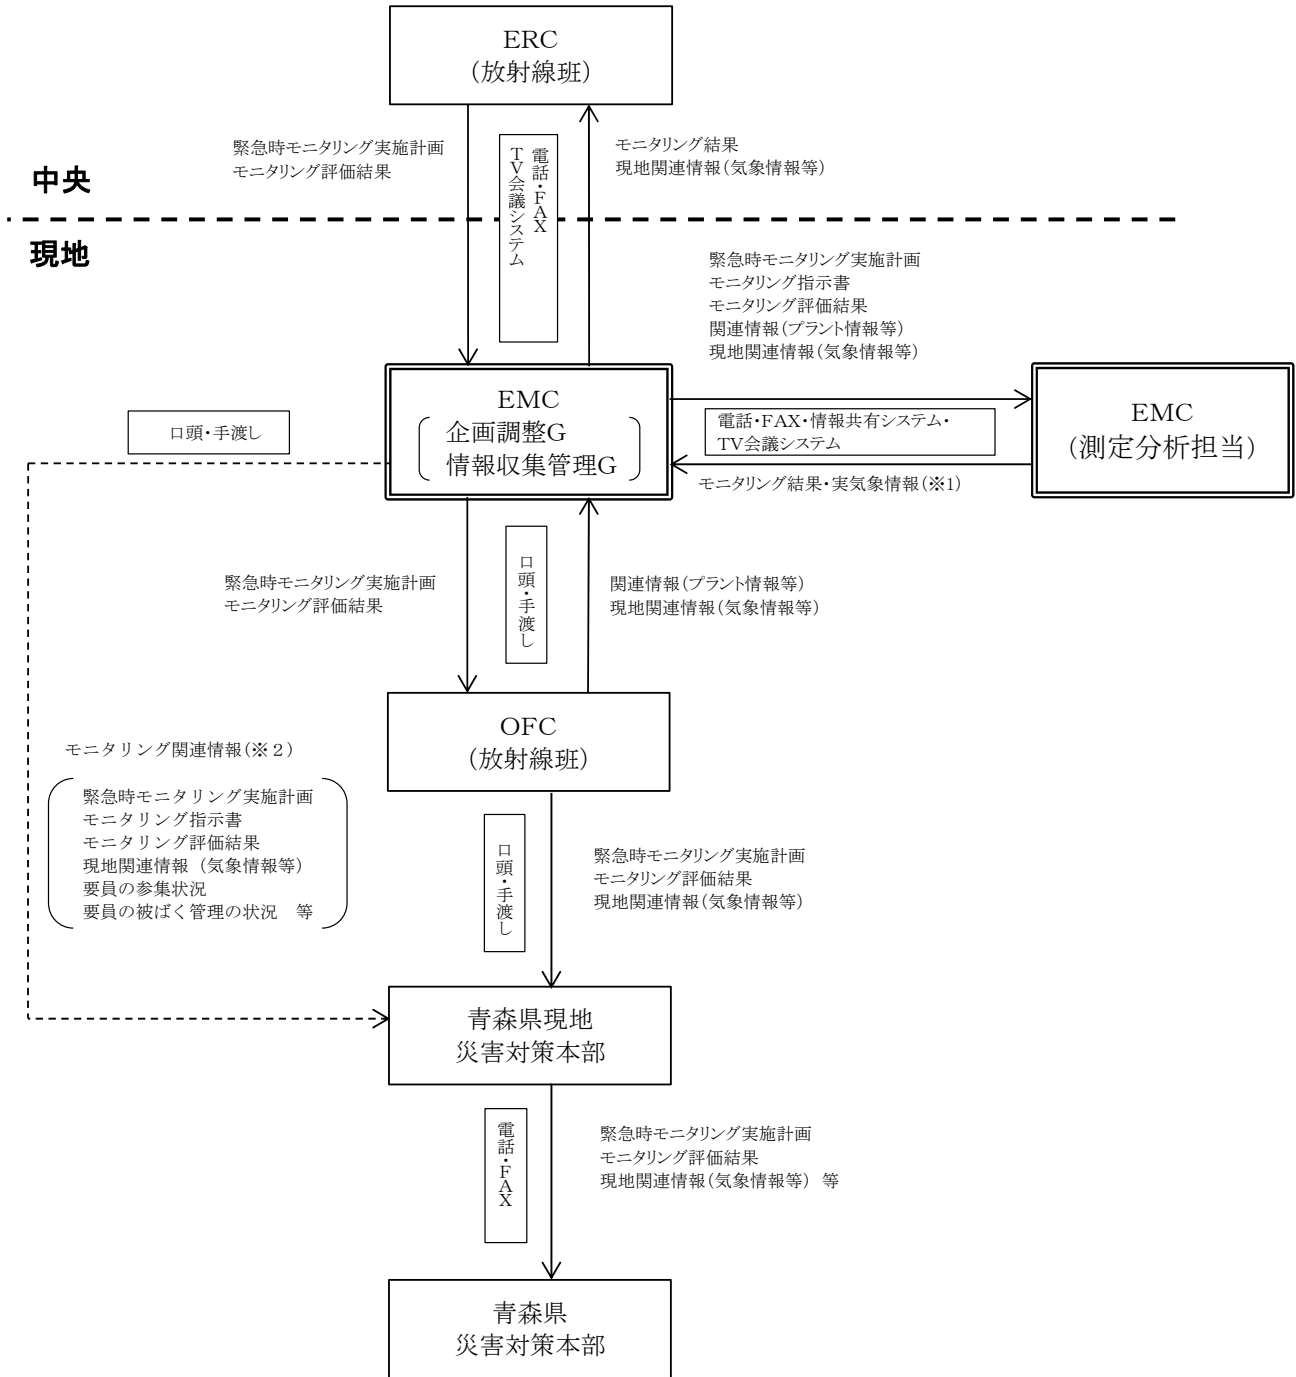 ERC
(放射線班)
緊急時モニタリング実施計画
モニタリング評価結果
電話・FAX
TV会議システム
モニタリング結果
現地関連情報(気象情報等)
中央
現地
緊急時モニタリング実施計画
モニタリング指示書
モニタリング評価結果
関連情報(プラント情報等)
現地関連情報(気象情報等)
口頭・手渡し
EMC
企画調整G
情報収集管理G
電話・FAX・情報共有システム・
TV会議システム
EMC
(測定分析担当)
モニタリング結果・実気象情報(※1)
緊急時モニタリング実施計画
モニタリング評価結果
口頭・手渡し
関連情報(プラント情報等)
現地関連情報(気象情報等)
OFC
(放射線班)
モニタリング関連情報(※2)
緊急時モニタリング実施計画
モニタリング指示書
モニタリング評価結果
現地関連情報 (気象情報等)
要員の参集状況
要員の被ばく管理の状況 等
口頭・手渡し
緊急時モニタリング実施計画
モニタリング評価結果
現地関連情報(気象情報等)
青森県現地
災害対策本部
電話・FAX
緊急時モニタリング実施計画
モニタリング評価結果
現地関連情報(気象情報等) 等
青森県
災害対策本部